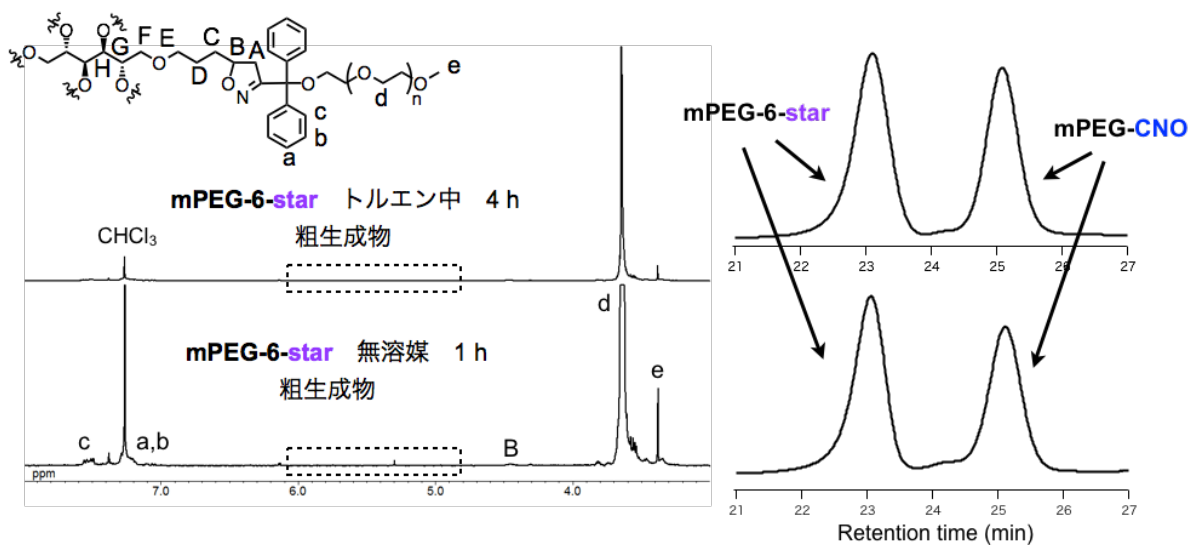 F E C B A
G D
H
O O O O O O O O O O
N
n
e
d
c
b
a
mPEG-6-star トルエン中 4 h
粗生成物
CHCl3
mPEG-6-star 無溶媒 1 h
粗生成物
d
e
c
a,b
B
ppm
7.0 6.0 5.0 4.0
mPEG-6-star
mPEG-CNO
21 22 23 24 25 26 27
21 22 23 24 25 26 27
Retention time (min)